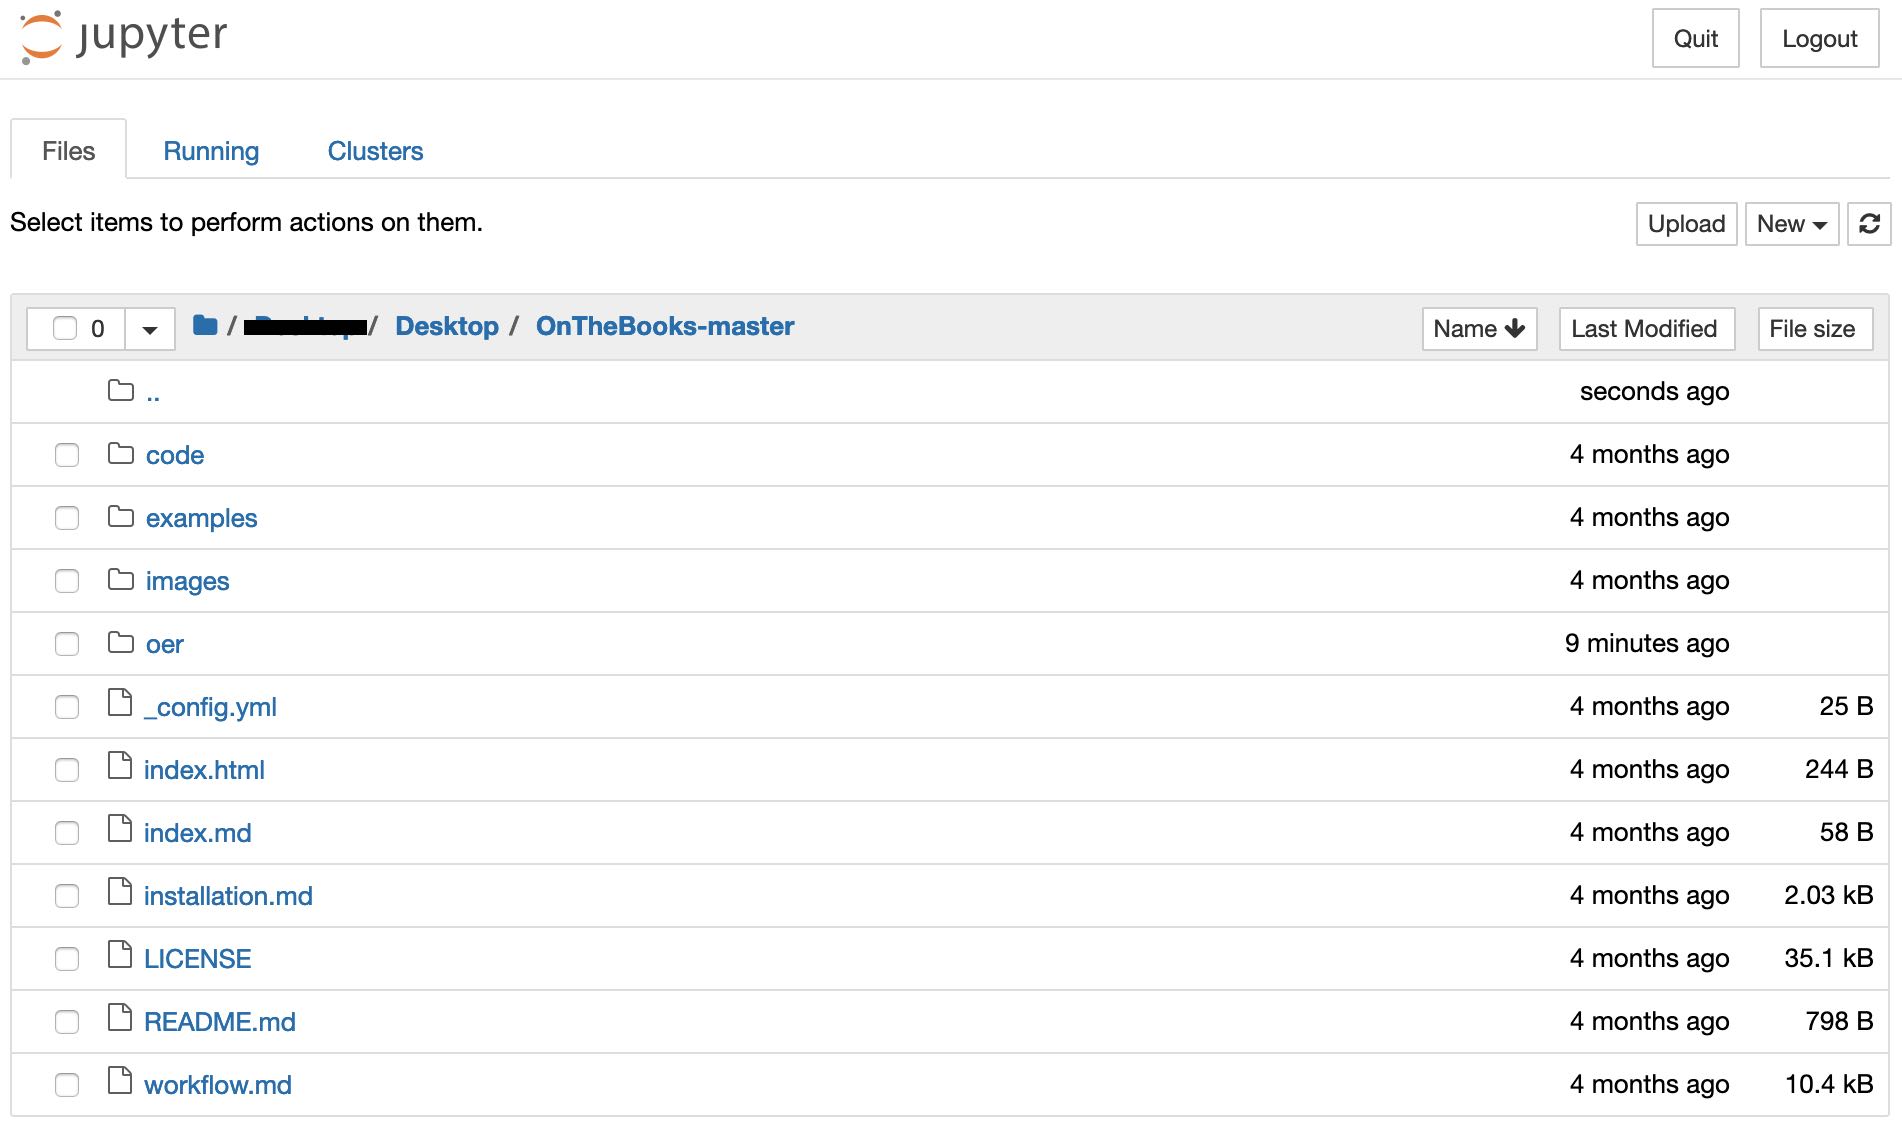 jupyter Quit Logout
Files Running Clusters
Select items to perform actions on them. Upload New
0 / / Desktop / OnTheBooks-master Name Last Modified File size
.. seconds ago
code 4 months ago
examples 4 months ago
images 4 months ago
oer 9 minutes ago
_config.yml 4 months ago 25 B
index.html 4 months ago 244 B
index.md 4 months ago 58 B
installation.md 4 months ago 2.03 kB
LICENSE 4 months ago 35.1 kB
README.md 4 months ago 798 B
workflow.md 4 months ago 10.4 kB